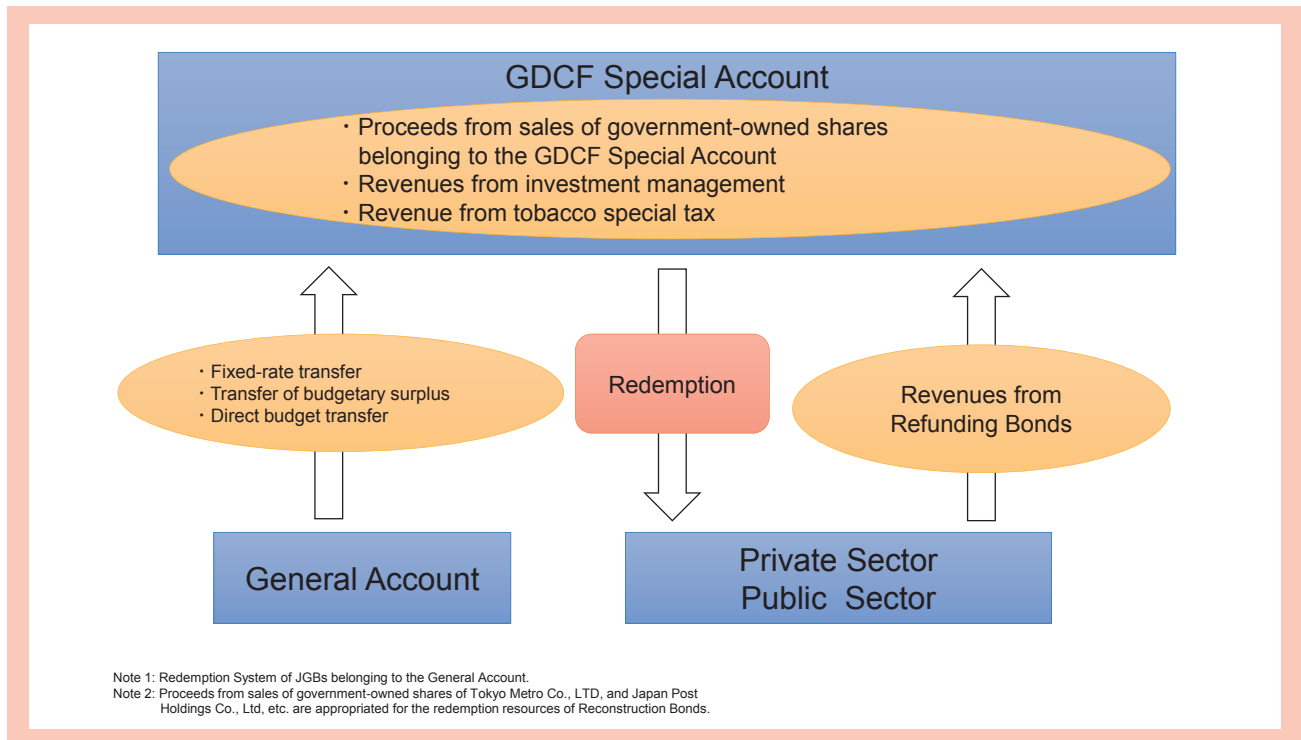 GDCF Special Account
・Proceeds from sales of government-owned shares
belonging to the GDCF Special Account
・Revenues from investment management
・Revenue from tobacco special tax
・Fixed-rate transfer
・Transfer of budgetary surplus
・Direct budget transfer
Redemption
Revenues from
Refunding Bonds
General Account
Private Sector
Public Sector
Note 1: Redemption System of JGBs belonging to the General Account.
Note 2: Proceeds from sales of government-owned shares of Tokyo Metro Co., LTD, and Japan Post
Holdings Co., Ltd, etc. are appropriated for the redemption resources of Reconstruction Bonds.